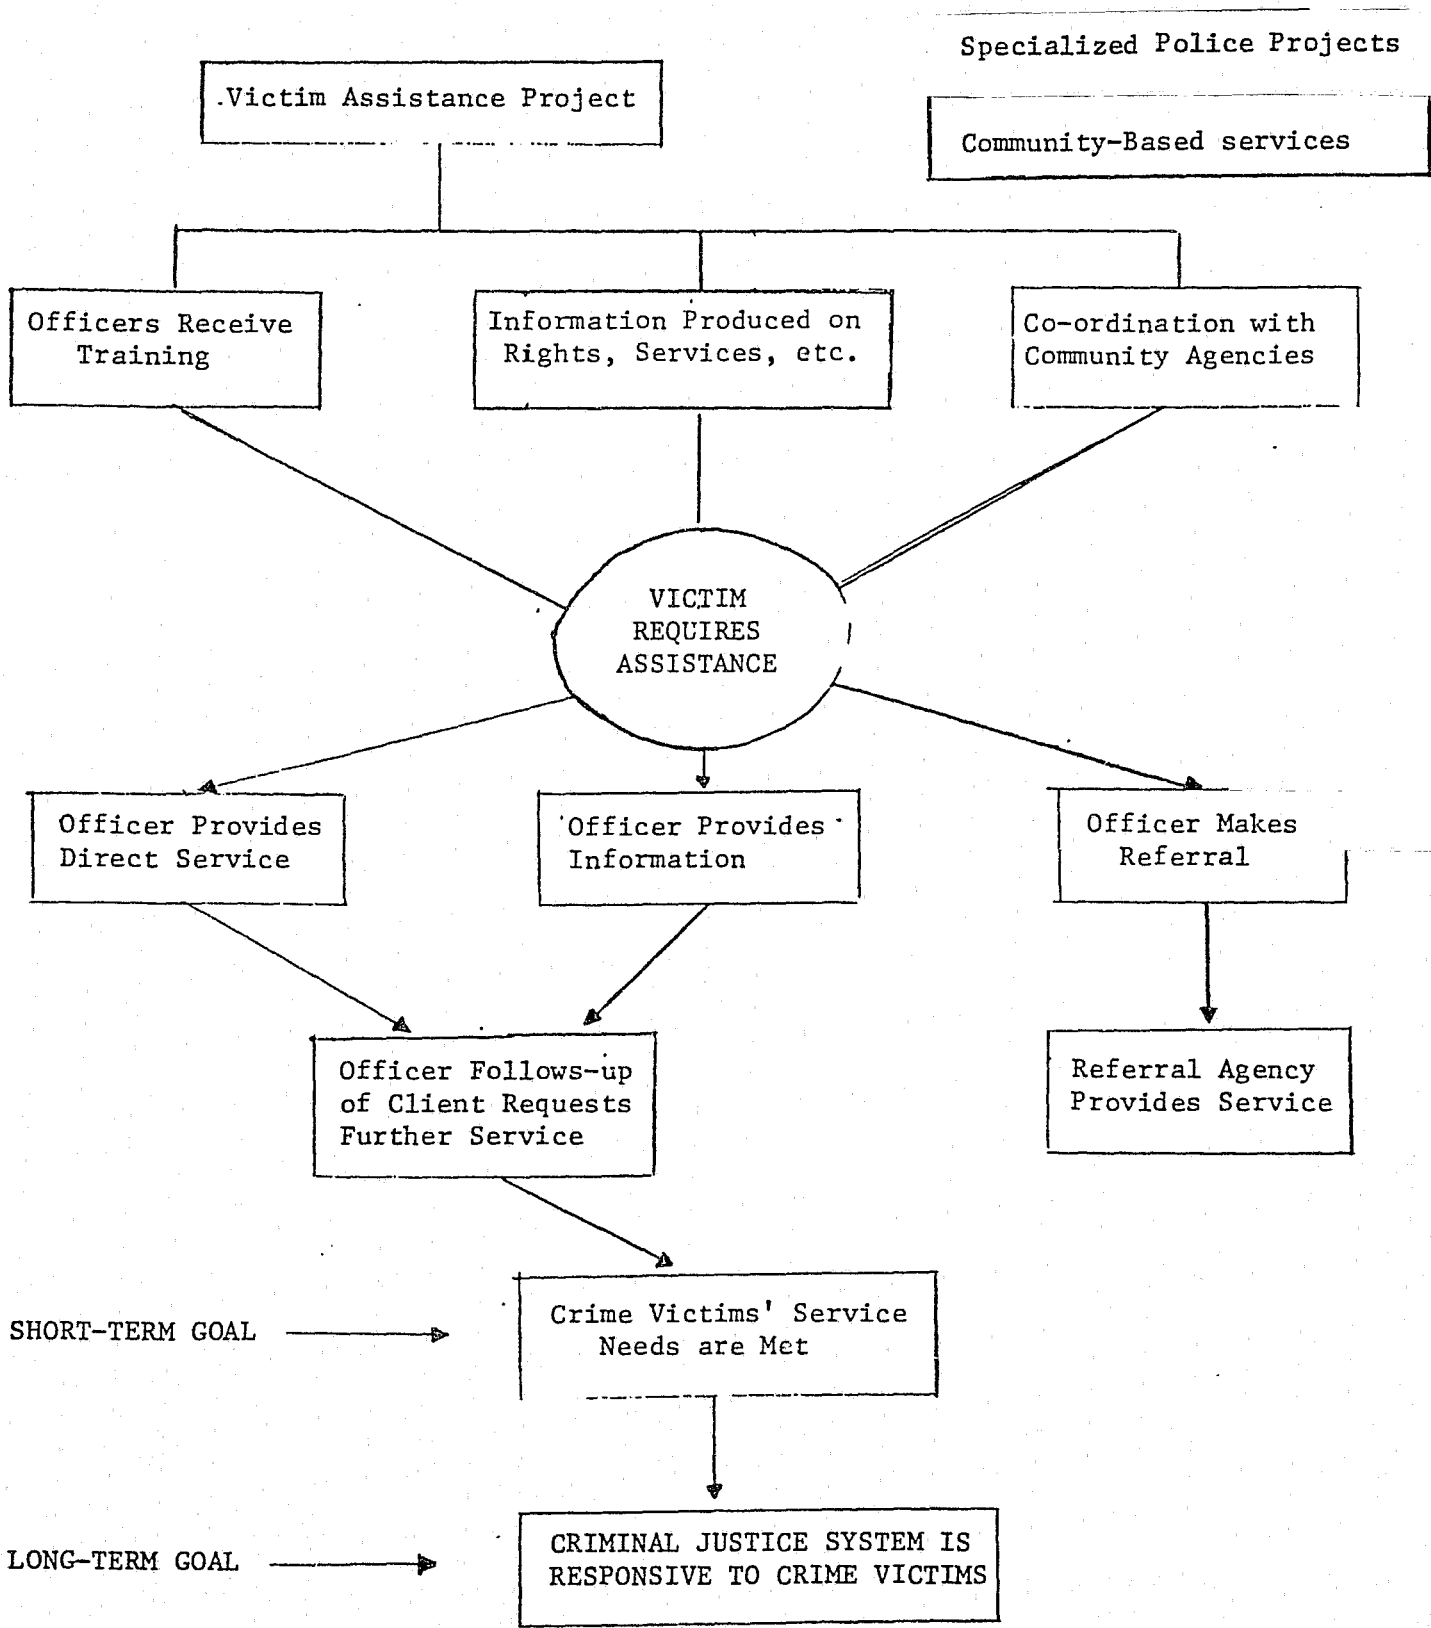 Specialized Police Projects
Victim Assistance Project
Community-Based services
Officers Receive
Training
Information Produced on
Rights, Services, etc.
Co-ordination with
Community Agencies
VICTIM
REQUIRES
ASSISTANCE
Officer Provides
Direct Service
Officer Provides
Information
Officer Makes
Referral
Officer Follows-up
of Client Requests
Further Service
Referral Agency
Provides Service
SHORT-TERM GOAL
Crime Victims' Service
Needs are Met
LONG-TERM GOAL
CRIMINAL JUSTICE SYSTEM IS
RESPONSIVE TO CRIME VICTIMS